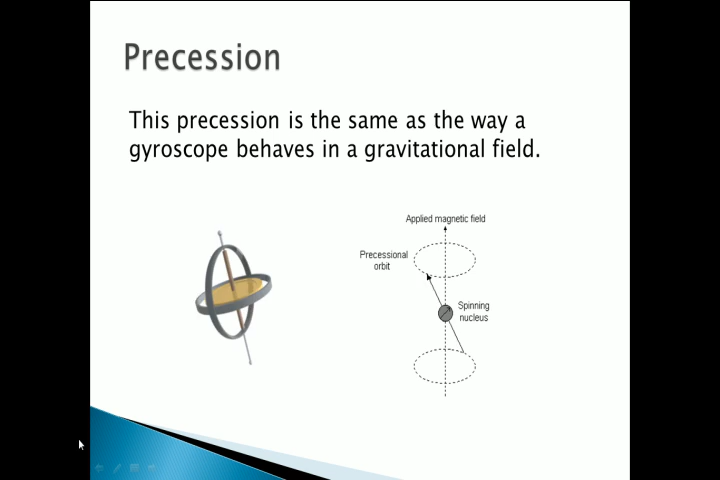 Precession
This precession is the same as the way a
gyroscope behaves in a gravitational field.
Applied magnetic field
Precessional
orbit
Spinning
nucleus